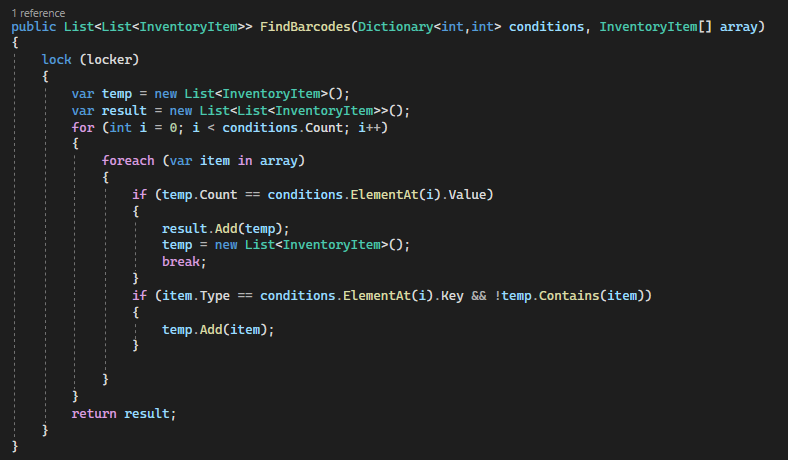 1 reference
public List<List<InventoryItem>> FindBarcodes(Dictionary<int,int> conditions, InventoryItem[] array)
{
lock (locker)
{
var temp = new List<InventoryItem>();
var result = new List<List<InventoryItem>>();
for (int i = 0; i < conditions.Count; i++)
{
foreach (var item in array)
{
if (temp.Count == conditions.ElementAt(i).Value)
{
result.Add(temp);
temp = new List<InventoryItem>();
break;
}
if (item.Type == conditions.ElementAt(i).Key && !temp.Contains(item))
{
temp.Add(item);
}
}
}
return result;
}
}